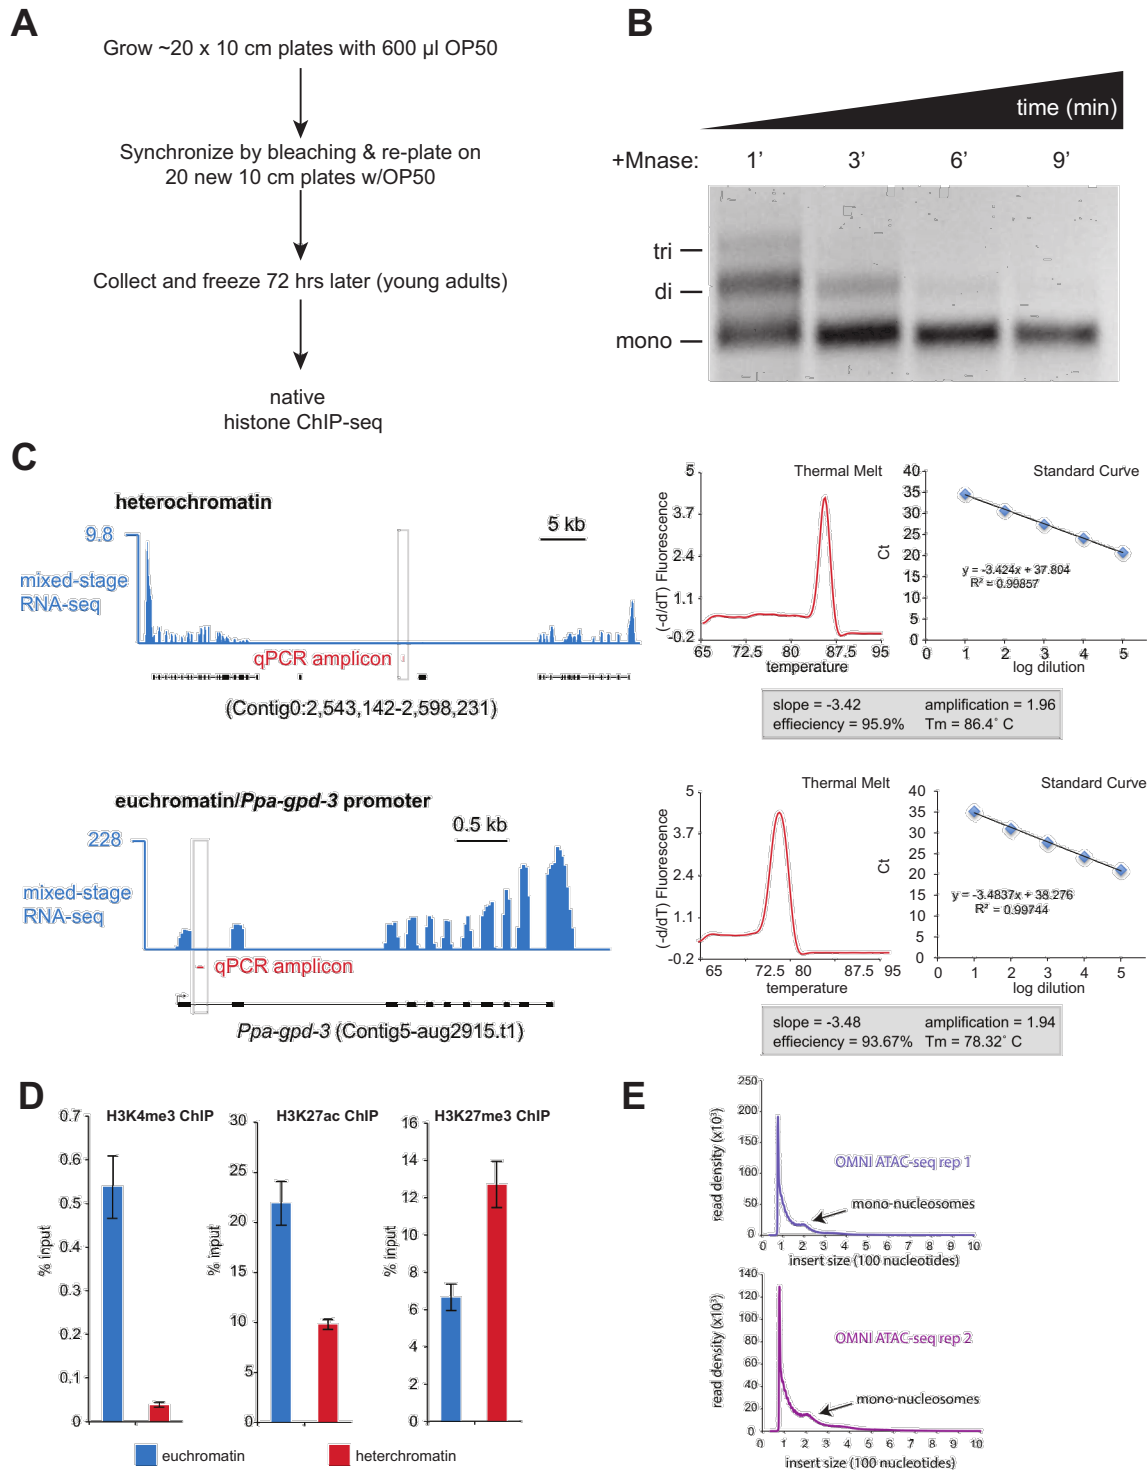 A
Grow ~20 x 10 cm plates with 600 µl OP50
Synchronize by bleaching & re-plate on
20 new 10 cm plates w/OP50
Collect and freeze 72 hrs later (young adults)
native
histone ChIP-seq
B
time (min)
+Mnase: 1’ 3’ 6’ 9’
tri
di
mono
C
heterochromatin
9.8
5 kb
mixed-stage
RNA-seq
qPCR amplicon
(Contig0:2,543,142-2,598,231)
Thermal Melt
(-d/dT) Fluorescence
5
3.7
2.4
1.1
-0.2
65 72.5 80 87.5 95
temperature
Standard Curve
Ct
40
35
30
25
20
15
10
5
0
y = -3.424x + 37.804
R² = 0.99857
0 1 2 3 4 5
log dilution
slope = -3.42 amplification = 1.96
effieciency = 95.9% Tm = 86.4° C
euchromatin/Ppa-gpd-3 promoter
228
0.5 kb
mixed-stage
RNA-seq
qPCR amplicon
Ppa-gpd-3 (Contig5-aug2915.t1)
Thermal Melt
(-d/dT) Fluorescence
5
3.7
2.4
1.1
-0.2
65 72.5 80 87.5 95
temperature
Standard Curve
Ct
40
35
30
25
20
15
10
5
0
y = -3.4837x + 38.276
R² = 0.99744
0 1 2 3 4 5
log dilution
slope = -3.48 amplification = 1.94
effieciency = 93.67% Tm = 78.32° C
D
H3K4me3 ChIP
% input
0.7
0.6
0.5
0.4
0.3
0.2
0.1
0
H3K27ac ChIP
% input
30
25
20
15
10
5
0
H3K27me3 ChIP
% input
16
14
12
10
8
6
4
2
0
euchromatin
heterchromatin
E
read density (x10³)
250
200
150
100
50
0
OMNI ATAC-seq rep 1
mono-nucleosomes
0 1 2 3 4 5 6 7 8 9 10
insert size (100 nucleotides)
read density (x10³)
140
120
100
80
60
40
20
0
OMNI ATAC-seq rep 2
mono-nucleosomes
0 1 2 3 4 5 6 7 8 9 10
insert size (100 nucleotides)